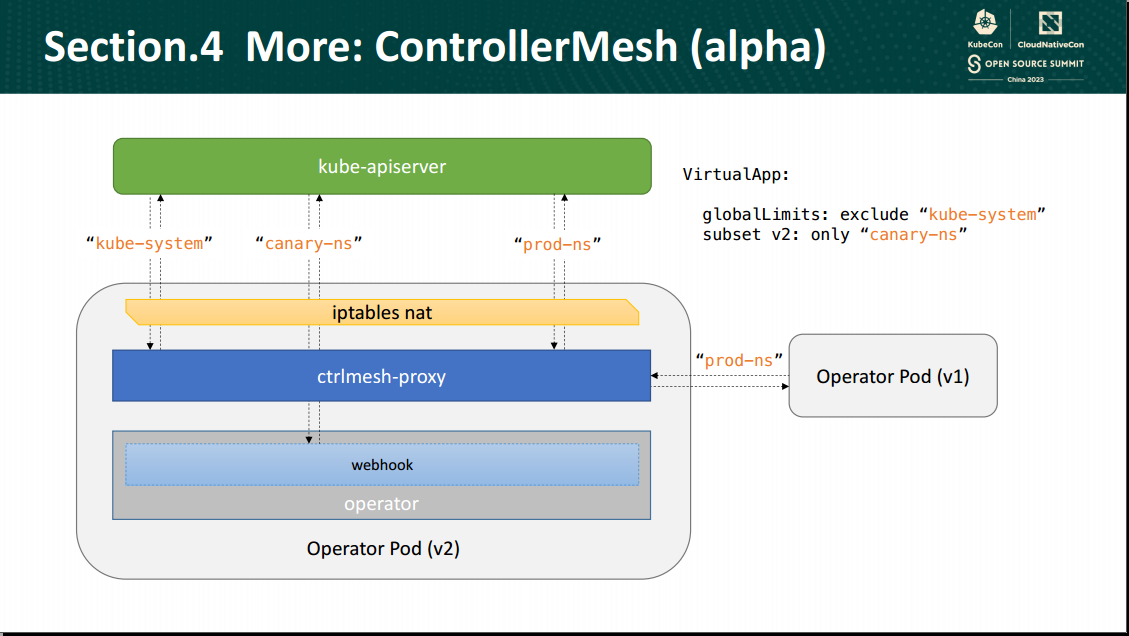 Section.4 More: ControllerMesh (alpha)
KubeCon
CloudNativeCon
OPEN SOURCE SUMMIT
China 2023
kube-apiserver
VirtualApp:
globalLimits: exclude “kube-system”
subset v2: only “canary-ns”
“kube-system”
“canary-ns”
“prod-ns”
iptables nat
ctrlmesh-proxy
“prod-ns”
Operator Pod (v1)
webhook
operator
Operator Pod (v2)